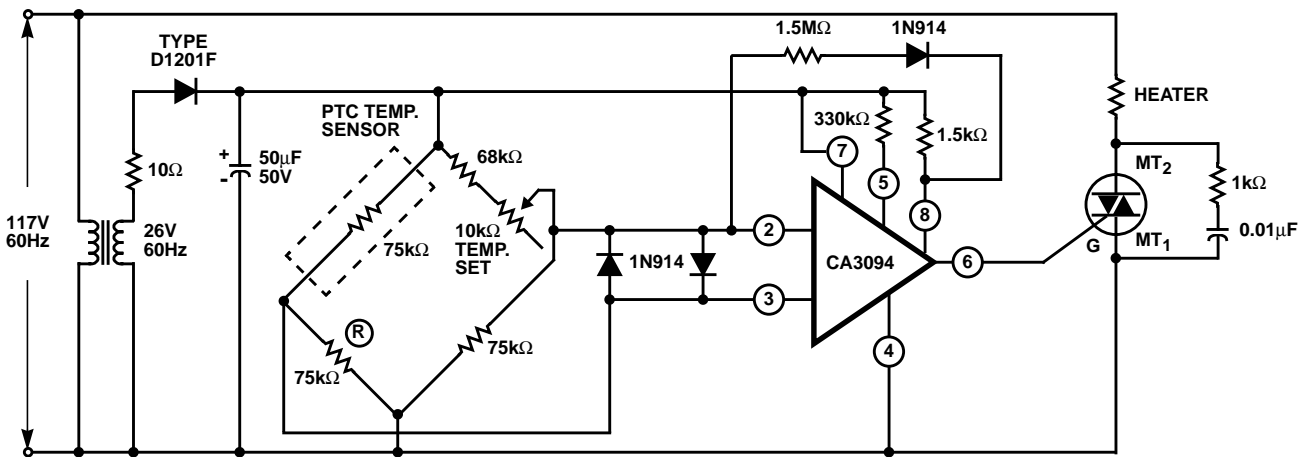 TYPE
D1201F
10Ω
+
-
50µF
50V
117V
60Hz
26V
60Hz
PTC TEMP.
SENSOR
75kΩ
68kΩ
10kΩ
TEMP.
SET
R
75kΩ
75kΩ
1N914
1.5MΩ
1N914
330kΩ
1.5kΩ
7
5
8
2
3
CA3094
6
4
HEATER
MT2
MT1
G
1kΩ
0.01µF